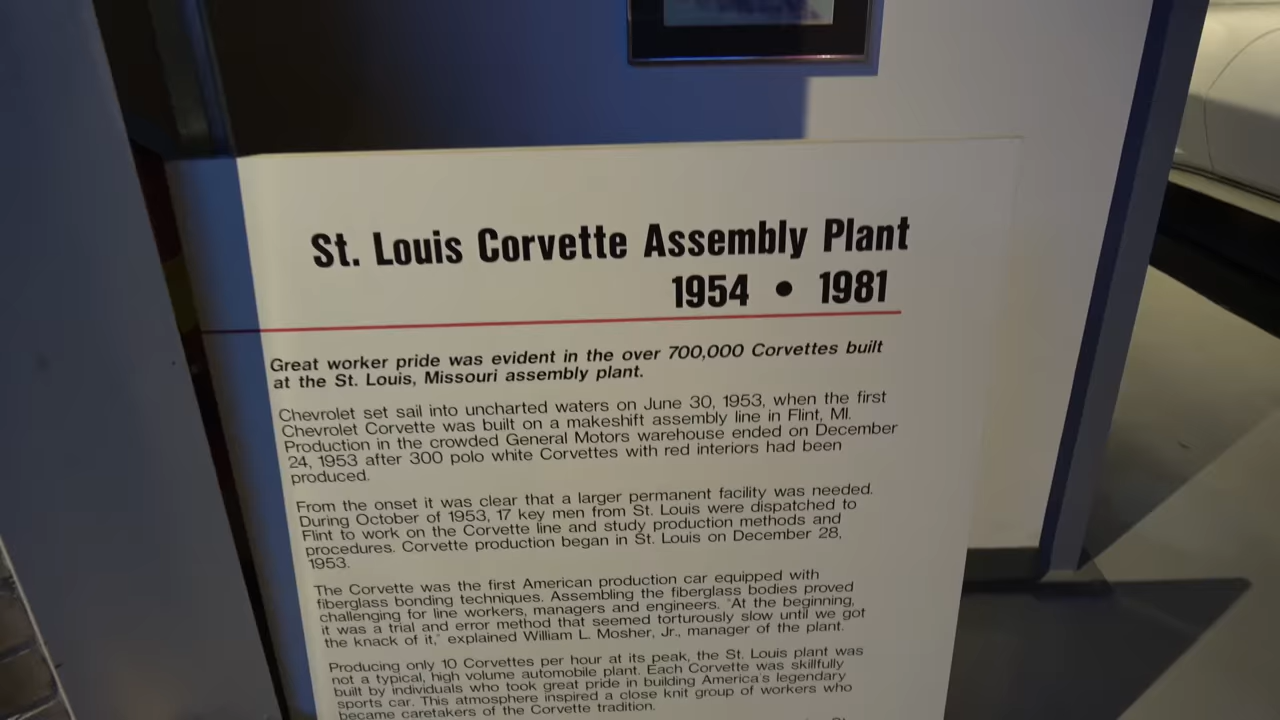 St. Louis Corvette Assembly Plant
1954 • 1981
Great worker pride was evident in the over 700,000 Corvettes built
at the St. Louis, Missouri assembly plant.
Chevrolet set sail into uncharted waters on June 30, 1953, when the first
Chevrolet Corvette was built on a makeshift assembly line in Flint, MI.
Production in the crowded General Motors warehouse ended on December
24, 1953 after 300 polo white Corvettes with red interiors had been
produced.
From the onset it was clear that a larger permanent facility was needed.
During October of 1953, 17 key men from St. Louis were dispatched to
Flint to work on the Corvette line and study production methods and
procedures. Corvette production began in St. Louis on December 28,
1953.
The Corvette was the first American production car equipped with
fiberglass bonding techniques. Assembling the fiberglass bodies proved
challenging for line workers, managers and engineers. "At the beginning,
it was a trial and error method that seemed torturously slow until we got
the knack of it," explained William L. Mosher, Jr., manager of the plant.
Producing only 10 Corvettes per hour at its peak, the St. Louis plant was
not a typical, high volume automobile plant. Each Corvette was skillfully
built by individuals who took great pride in building America's legendary
sports car. This atmosphere inspired a close knit group of workers who
became caretakers of the Corvette tradition.